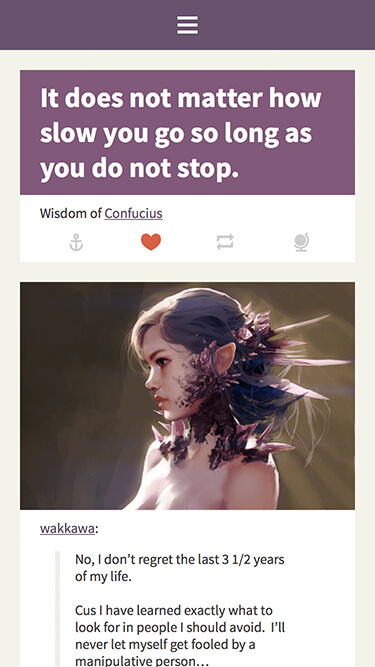 It does not matter how
slow you go so long as
you do not stop.
Wisdom of Confucius
wakkawa:
No, I don’t regret the last 3 1/2 years
of my life.
Cus I have learned exactly what to
look for in people I should avoid.  I’ll
never let myself get fooled by a
manipulative person…